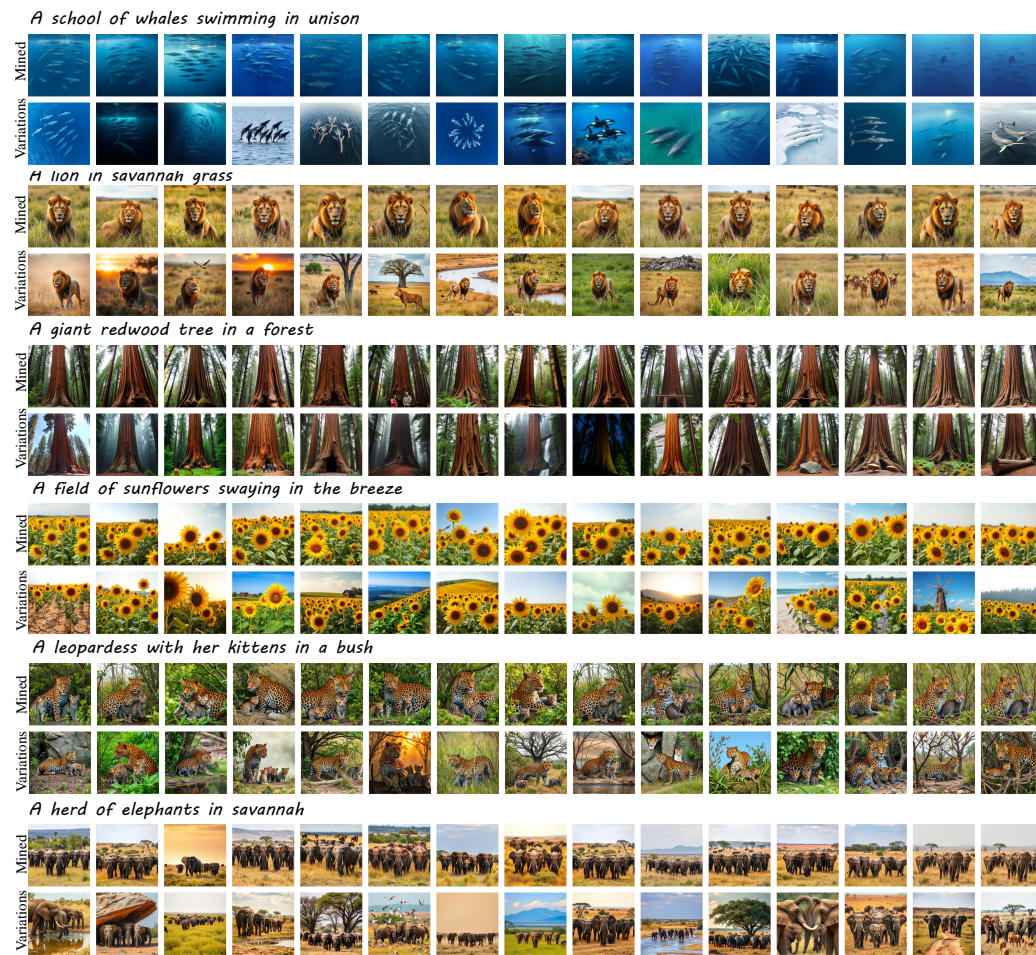 A school of whales swimming in unison
Mined
Variations
A lion in savannah grass
Mined
Variations
A giant redwood tree in a forest
Mined
Variations
A field of sunflowers swaying in the breeze
Mined
Variations
A leopardess with her kittens in a bush
Mined
Variations
A herd of elephants in savannah
Mined
Variations